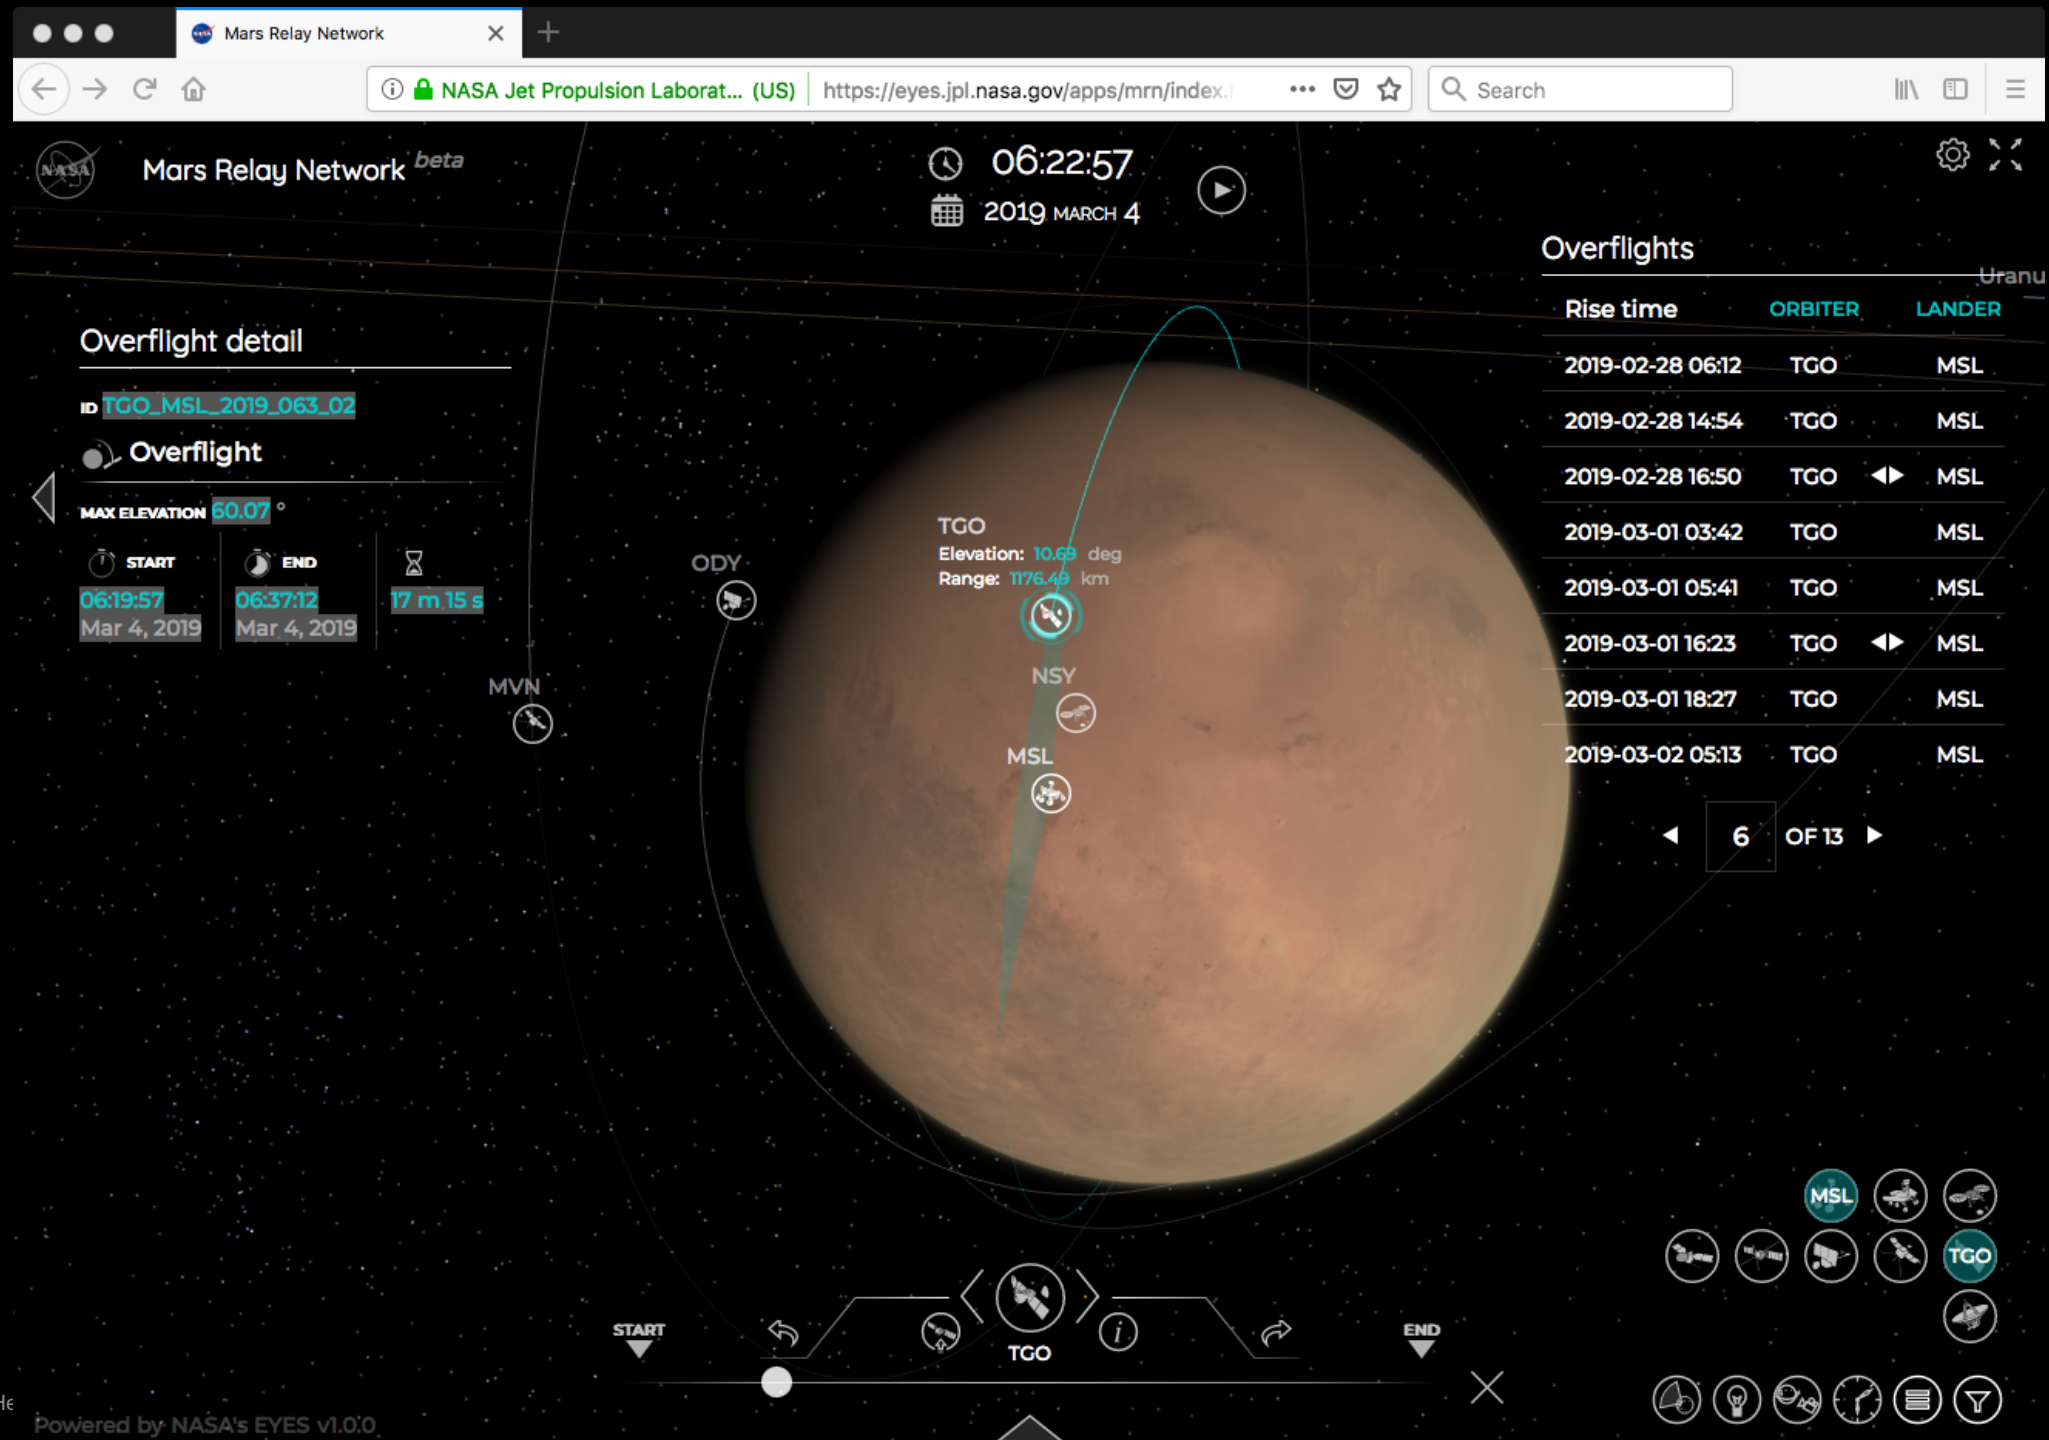 Mars Relay Network
NASA Jet Propulsion Laborat... (US)
https://eyes.jpl.nasa.gov/apps/mrn/index.
Search
NASA
Mars Relay Network beta
06:22:57
2019 MARCH 4
Overflight detail
ID TGO_MSL_2019_063_02
Overflight
MAX ELEVATION 60.07 °
START END
06:19:57 06:37:12 17 m 15 s
Mar 4, 2019 Mar 4, 2019
ODY
MVN
TGO
Elevation: 10.69 deg
Range: 1176.49 km
NSY
MSL
Uranu
Overflights
Rise time ORBITER LANDER
2019-02-28 06:12 TGO MSL
2019-02-28 14:54 TGO MSL
2019-02-28 16:50 TGO MSL
2019-03-01 03:42 TGO MSL
2019-03-01 05:41 TGO MSL
2019-03-01 16:23 TGO MSL
2019-03-01 18:27 TGO MSL
2019-03-02 05:13 TGO MSL
6 OF 13
MSL
TGO
START
TGO
END
Powered by NASA's EYES v1.0.0